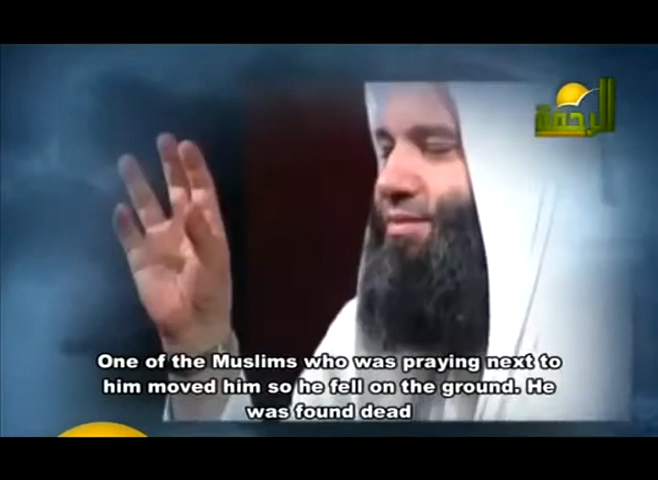 الرحمة
One of the Muslims who was praying next to
him moved him so he fell on the ground. He
was found dead